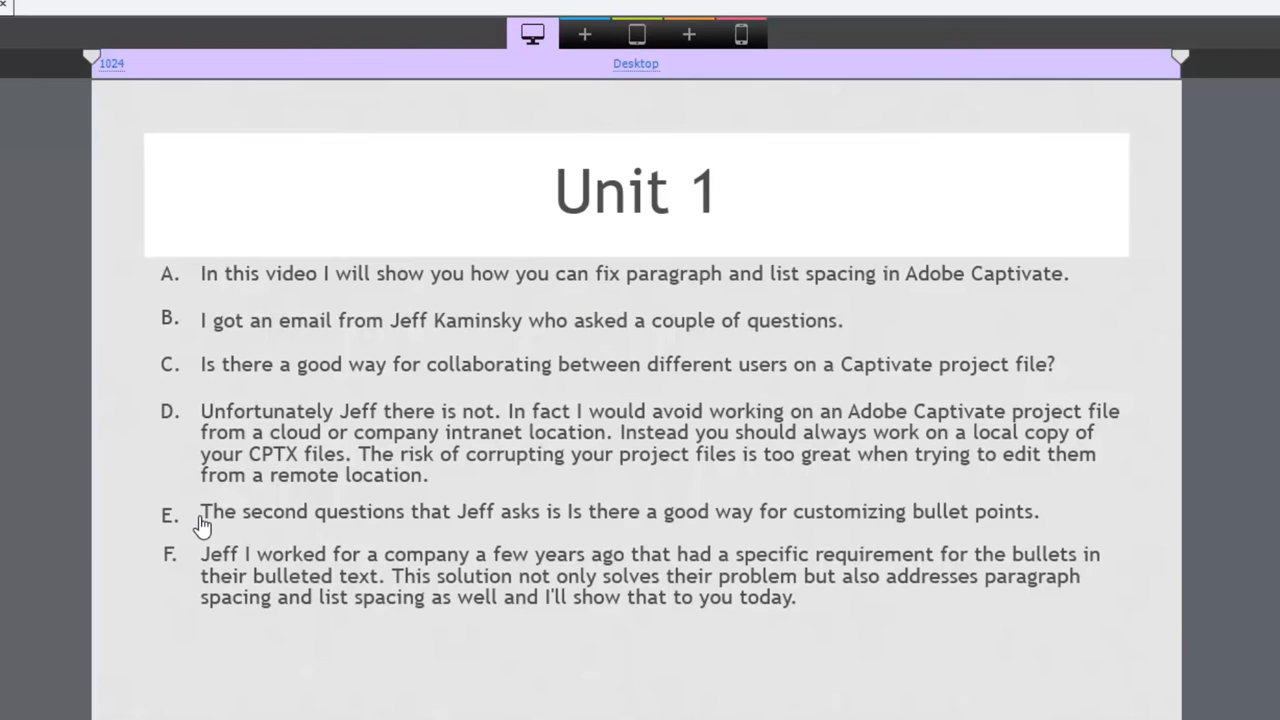 1024
Desktop
Unit 1
A. In this video I will show you how you can fix paragraph and list spacing in Adobe Captivate.
B. I got an email from Jeff Kaminsky who asked a couple of questions.
C. Is there a good way for collaborating between different users on a Captivate project file?
D. Unfortunately Jeff there is not. In fact I would avoid working on an Adobe Captivate project file
from a cloud or company intranet location. Instead you should always work on a local copy of
your CPTX files. The risk of corrupting your project files is too great when trying to edit them
from a remote location.
E. The second questions that Jeff asks is Is there a good way for customizing bullet points.
F. Jeff I worked for a company a few years ago that had a specific requirement for the bullets in
their bulleted text. This solution not only solves their problem but also addresses paragraph
spacing and list spacing as well and I'll show that to you today.